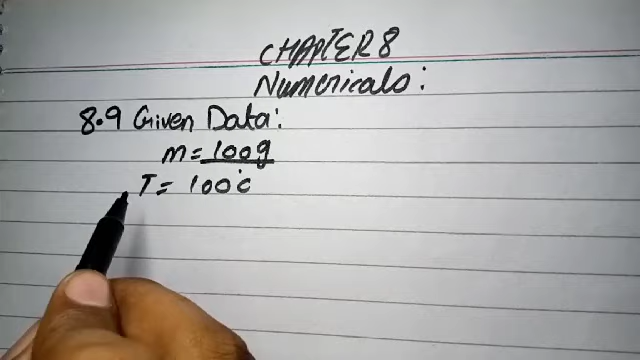 CHAPTER 8
Numericals:
8.9 Given Data:
m = 100g
T = 100°c